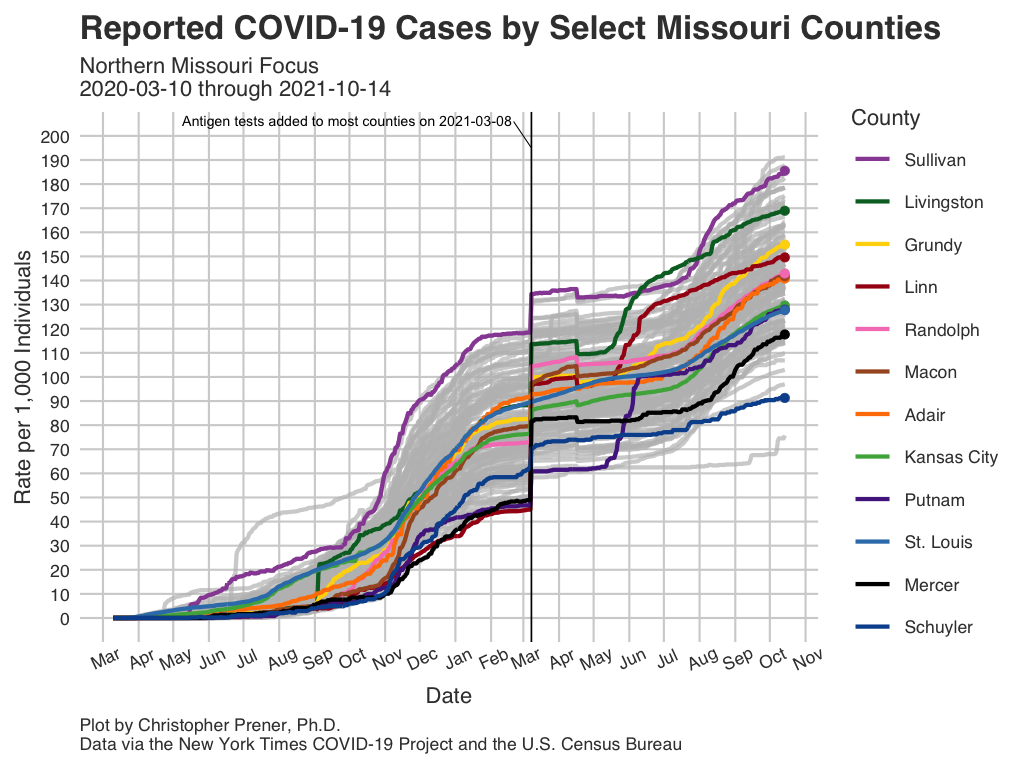 Reported COVID-19 Cases by Select Missouri Counties
Northern Missouri Focus
2020-03-10 through 2021-10-14
Antigen tests added to most counties on 2021-03-08
County
Sullivan
Livingston
Grundy
Linn
Randolph
Macon
Adair
Kansas City
Putnam
St. Louis
Mercer
Schuyler
Rate per 1,000 Individuals
200
190
180
170
160
150
140
130
120
110
100
90
80
70
60
50
40
30
20
10
0
Mar Apr May Jun Jul Aug Sep Oct Nov Dec Jan Feb Mar Apr May Jun Jul Aug Sep Oct Nov
Date
Plot by Christopher Prener, Ph.D.
Data via the New York Times COVID-19 Project and the U.S. Census Bureau